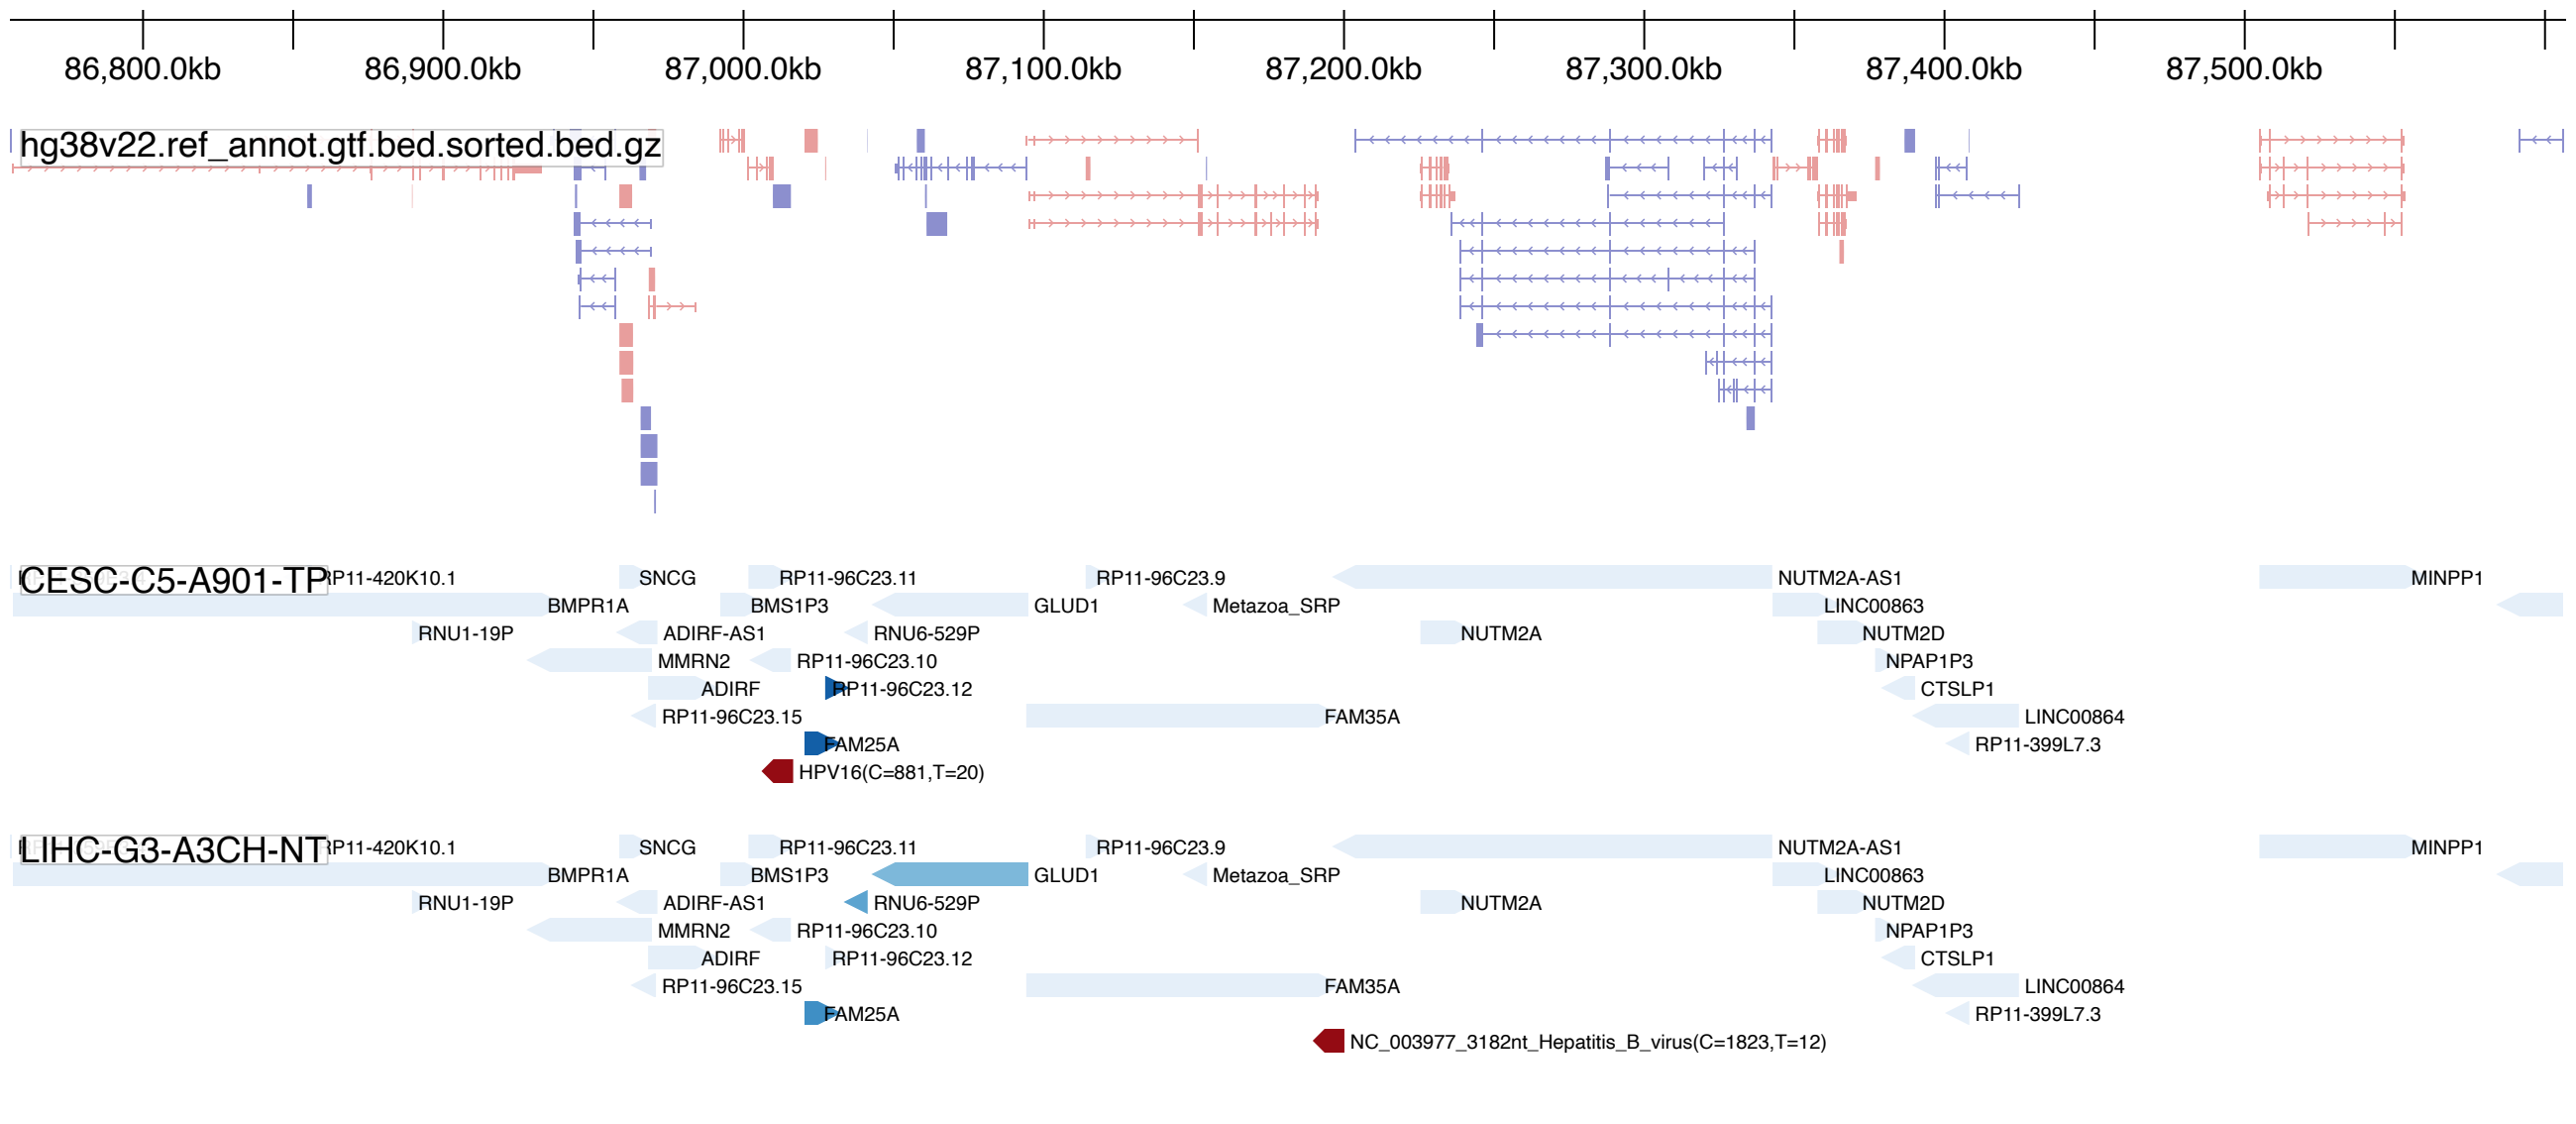 86,800.0kb 86,900.0kb 87,000.0kb 87,100.0kb 87,200.0kb 87,300.0kb 87,400.0kb 87,500.0kb
hg38v22.ref_annot.gtf.bed.sorted.bed.gz
CESC-C5-A901-TP RP11-420K10.1 SNCG RP11-96C23.11 RP11-96C23.9 NUTM2A-AS1 MINPP1
BMPR1A BMS1P3 GLUD1 Metazoa_SRP LINC00863
RNU1-19P ADIRF-AS1 RNU6-529P NUTM2A NUTM2D
MMRN2 RP11-96C23.10 NPAP1P3
ADIRF RP11-96C23.12 CTSLP1
RP11-96C23.15 FAM35A LINC00864
FAM25A RP11-399L7.3
HPV16(C=881,T=20)
LIHC-G3-A3CH-NT RP11-420K10.1 SNCG RP11-96C23.11 RP11-96C23.9 NUTM2A-AS1 MINPP1
BMPR1A BMS1P3 GLUD1 Metazoa_SRP LINC00863
RNU1-19P ADIRF-AS1 RNU6-529P NUTM2A NUTM2D
MMRN2 RP11-96C23.10 NPAP1P3
ADIRF RP11-96C23.12 CTSLP1
RP11-96C23.15 FAM35A LINC00864
FAM25A RP11-399L7.3
NC_003977_3182nt_Hepatitis_B_virus(C=1823,T=12)